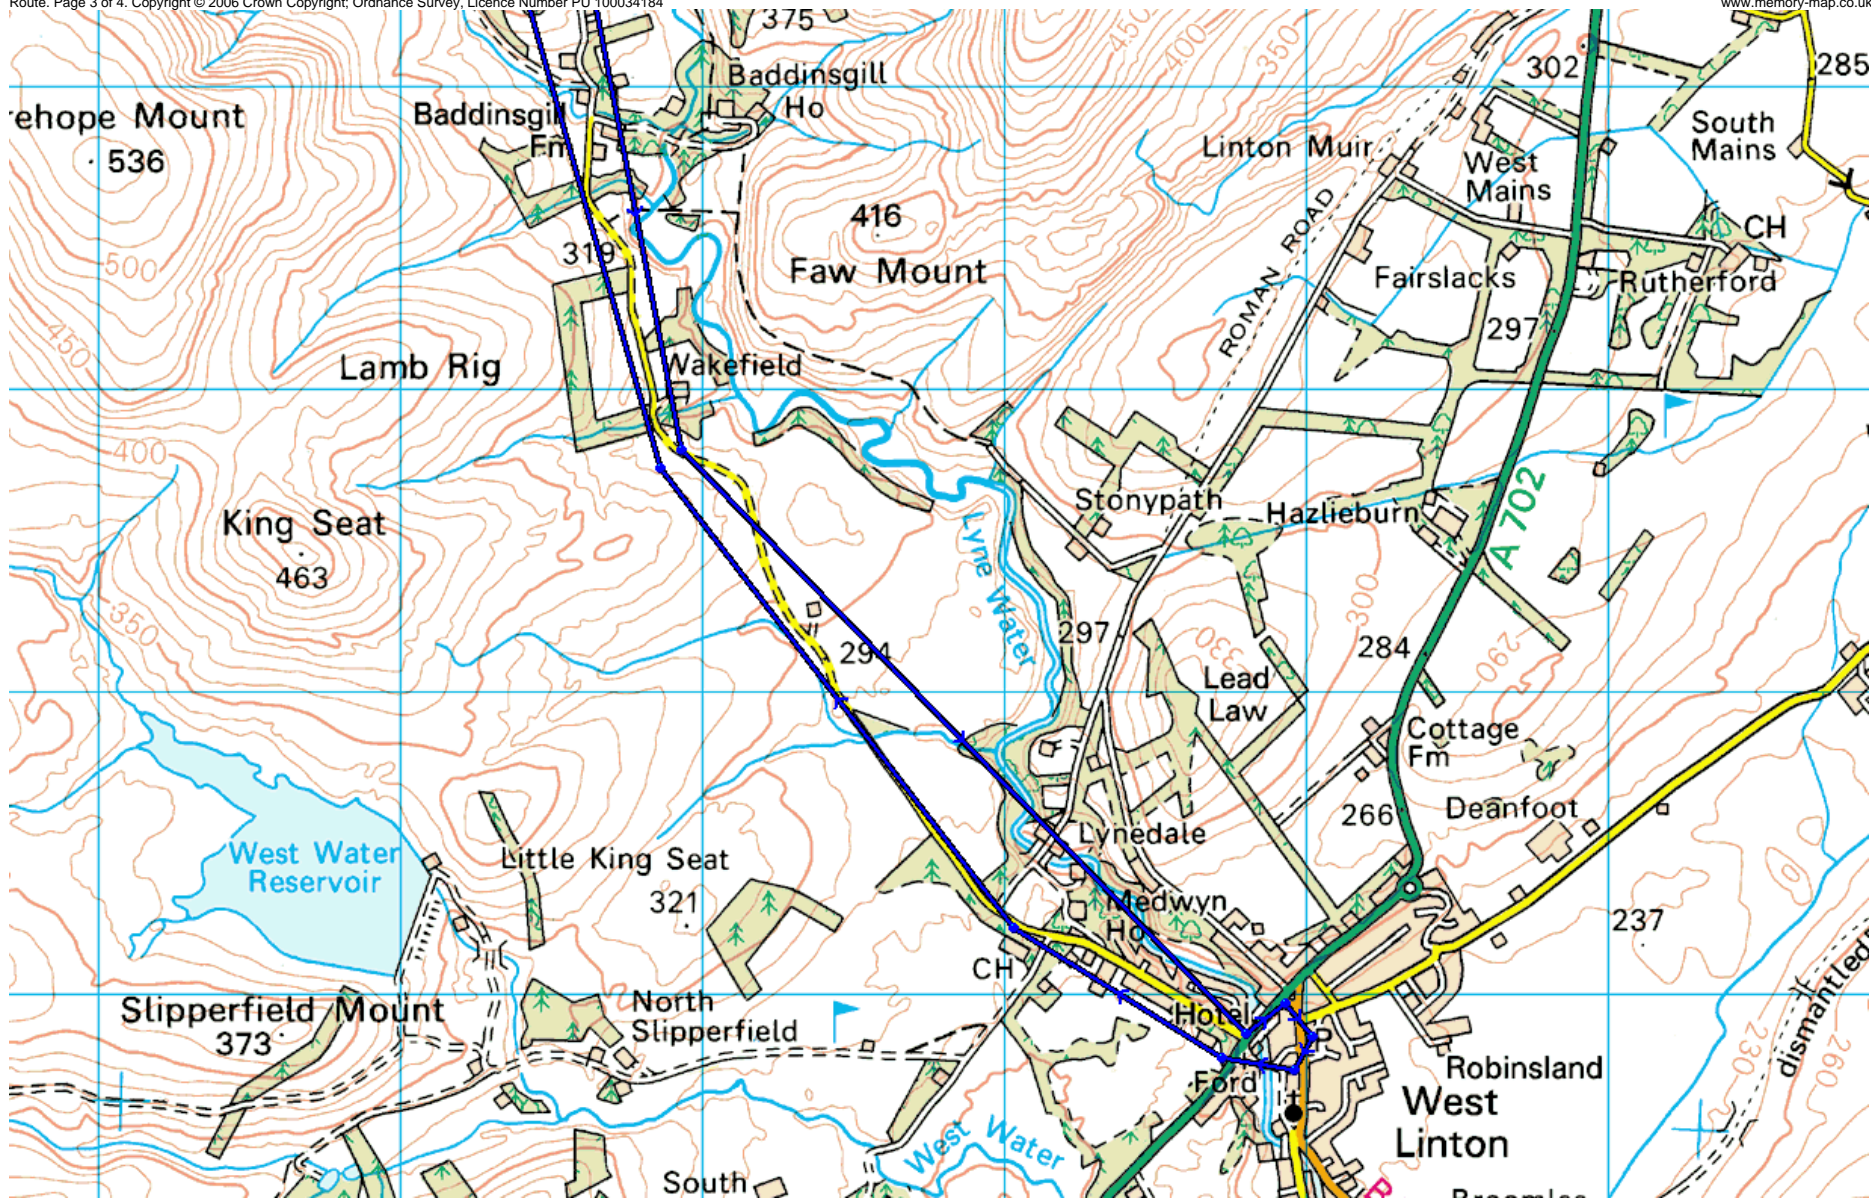 Route. Page 3 of 4. Copyright © 2006 Crown Copyright; Ordnance Survey, Licence Number PU 100034184
www.memory-map.co.uk
375
450
400
350
302
285
Baddinsgill
Ho
rehope Mount
536
Baddinsgill
Fm
Linton Muir
West
Mains
South
Mains
416
Faw Mount
319
500
ROMAN ROAD
CH
Fairslacks
Rutherford
297
450
Lamb Rig
Wakefield
400
King Seat
463
Stonypath
Hazlieburn
A 702
Lyne Water
350
297
300
330
284
290
294
Lead
Law
Cottage
Fm
266
Deanfoot
West Water
Reservoir
Little King Seat
321
Lynedale
Medwyn
Ho
237
CH
Slipperfield Mount
373
North
Slipperfield
Hotel
P
Ford
Robinsland
West
Linton
230
260
dismantled
West Water
South
B